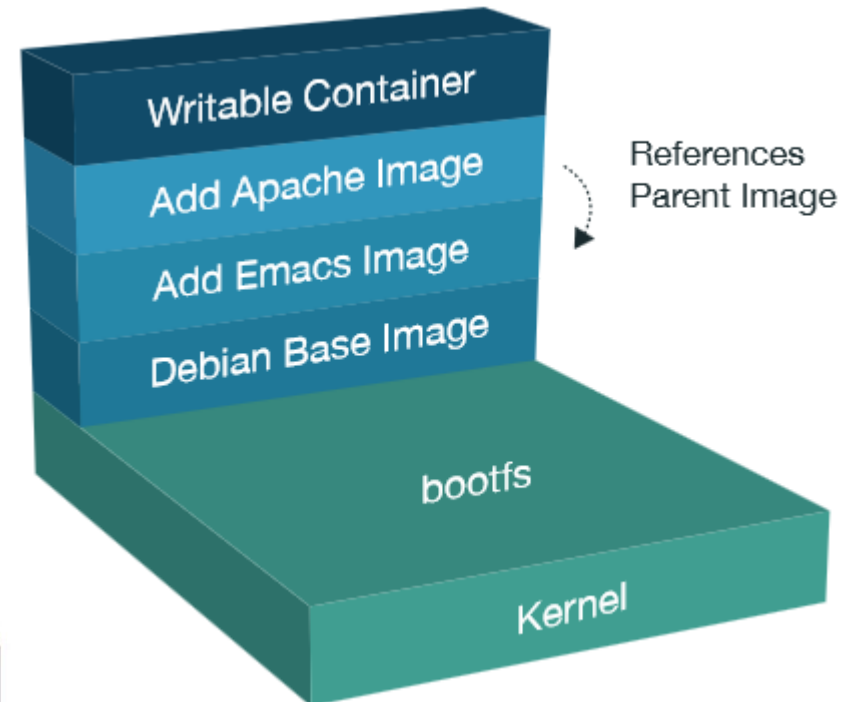 Writable Container
Add Apache Image
References
Parent Image
Add Emacs Image
Debian Base Image
bootfs
Kernel